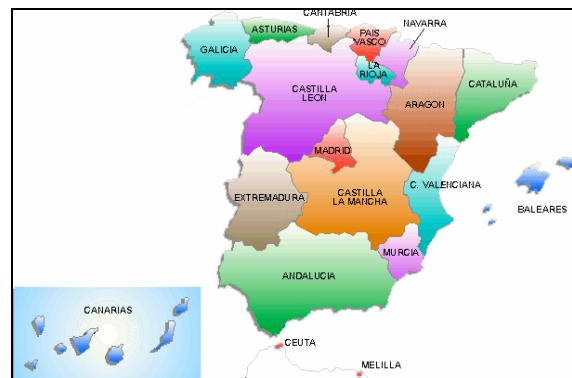 CANTABRIA
ASTURIAS
GALICIA
PAIS
VASCO
NAVARRA
LA
RIOJA
CASTILLA
LEON
ARAGON
CATALUÑA
MADRID
EXTREMADURA
CASTILLA
LA MANCHA
C. VALENCIANA
BALEARES
MURCIA
ANDALUCIA
CANARIAS
CEUTA
MELILLA